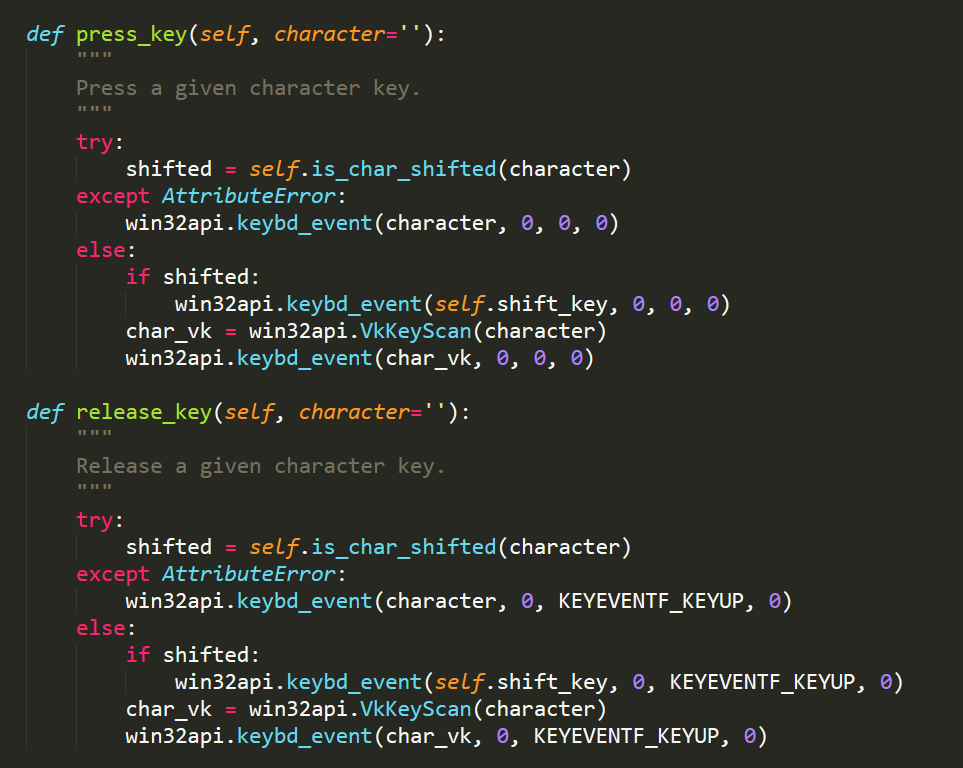 def press_key(self, character=''):
    """
    Press a given character key.
    """
    try:
        shifted = self.is_char_shifted(character)
    except AttributeError:
        win32api.keybd_event(character, 0, 0, 0)
    else:
        if shifted:
            win32api.keybd_event(self.shift_key, 0, 0, 0)
        char_vk = win32api.VkKeyScan(character)
        win32api.keybd_event(char_vk, 0, 0, 0)

def release_key(self, character=''):
    """
    Release a given character key.
    """
    try:
        shifted = self.is_char_shifted(character)
    except AttributeError:
        win32api.keybd_event(character, 0, KEYEVENTF_KEYUP, 0)
    else:
        if shifted:
            win32api.keybd_event(self.shift_key, 0, KEYEVENTF_KEYUP, 0)
        char_vk = win32api.VkKeyScan(character)
        win32api.keybd_event(char_vk, 0, KEYEVENTF_KEYUP, 0)